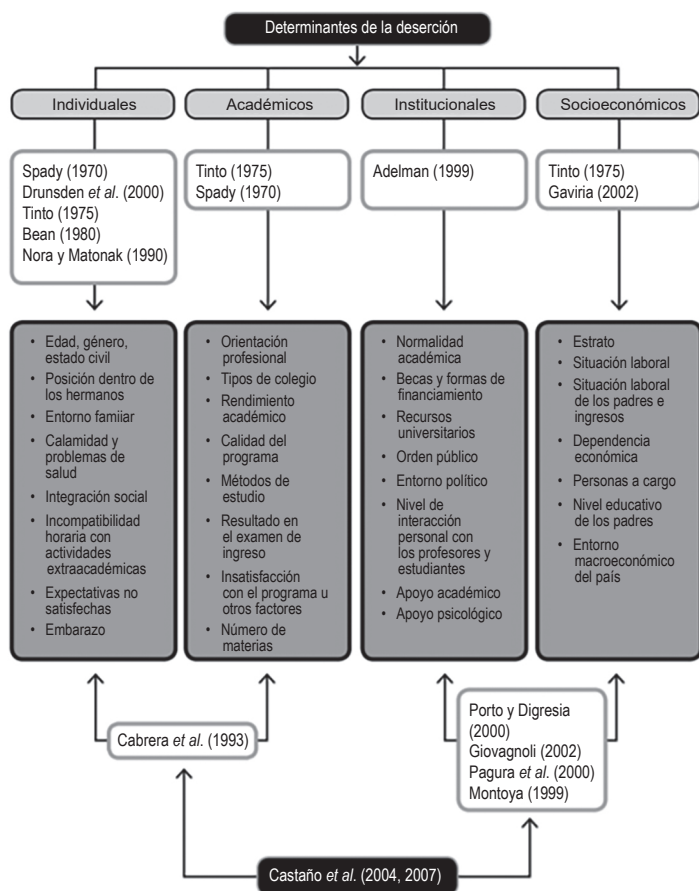 Determinantes de la deserción
Individuales
Académicos
Institucionales
Socioeconómicos
Spady (1970)
Drunsden et al. (2000)
Tinto (1975)
Bean (1980)
Nora y Matonak (1990)
Tinto (1975)
Spady (1970)
Adelman (1999)
Tinto (1975)
Gaviria (2002)
• Edad, género,
estado civil
• Posición dentro de
los hermanos
• Entorno famiiar
• Calamidad y
problemas de
salud
• Integración social
• Incompatibilidad
horaria con
actividades
extraacadémicas
• Expectativas no
satisfechas
• Embarazo
• Orientación
profesional
• Tipos de colegio
• Rendimiento
académico
• Calidad del
programa
• Métodos de
estudio
• Resultado en
el examen de
ingreso
• Insatisfacción
con el programa u
otros factores
• Número de
materias
• Normalidad
académica
• Becas y formas de
financiamiento
• Recursos
universitarios
• Orden público
• Entorno político
• Nivel de
interacción
personal con
los profesores y
estudiantes
• Apoyo académico
• Apoyo psicológico
• Estrato
• Situación laboral
• Situación laboral
de los padres e
ingresos
• Dependencia
económica
• Personas a cargo
• Nivel educativo
de los padres
• Entorno
macroeconómico
del país
Cabrera et al. (1993)
Porto y Digresia
(2000)
Giovagnoli (2002)
Pagura et al. (2000)
Montoya (1999)
Castaño et al. (2004, 2007)